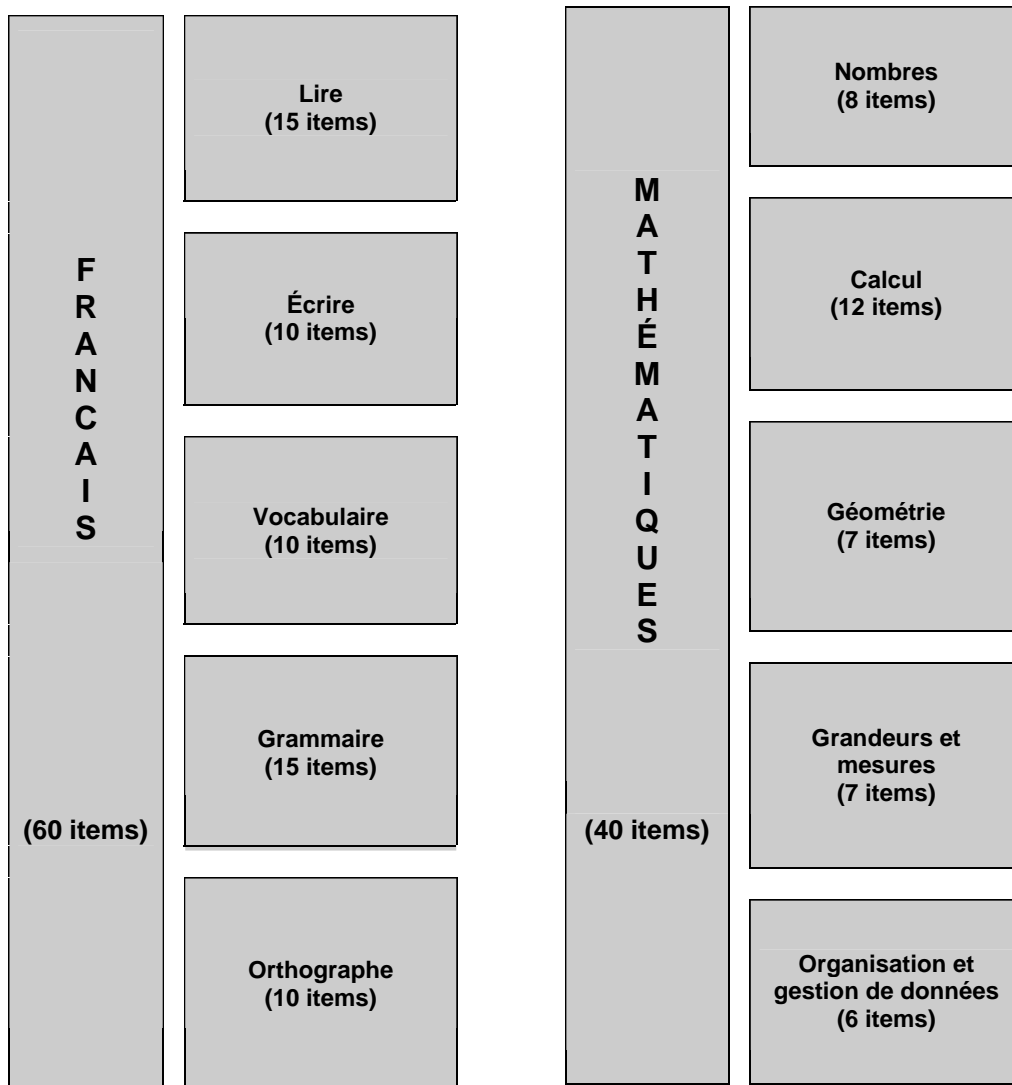 F
R
A
N
C
A
I
S
(60 items)
Lire
(15 items)
Écrire
(10 items)
Vocabulaire
(10 items)
Grammaire
(15 items)
Orthographe
(10 items)
M
A
T
H
É
M
A
T
I
Q
U
E
S
(40 items)
Nombres
(8 items)
Calcul
(12 items)
Géométrie
(7 items)
Grandeurs et
mesures
(7 items)
Organisation et
gestion de données
(6 items)